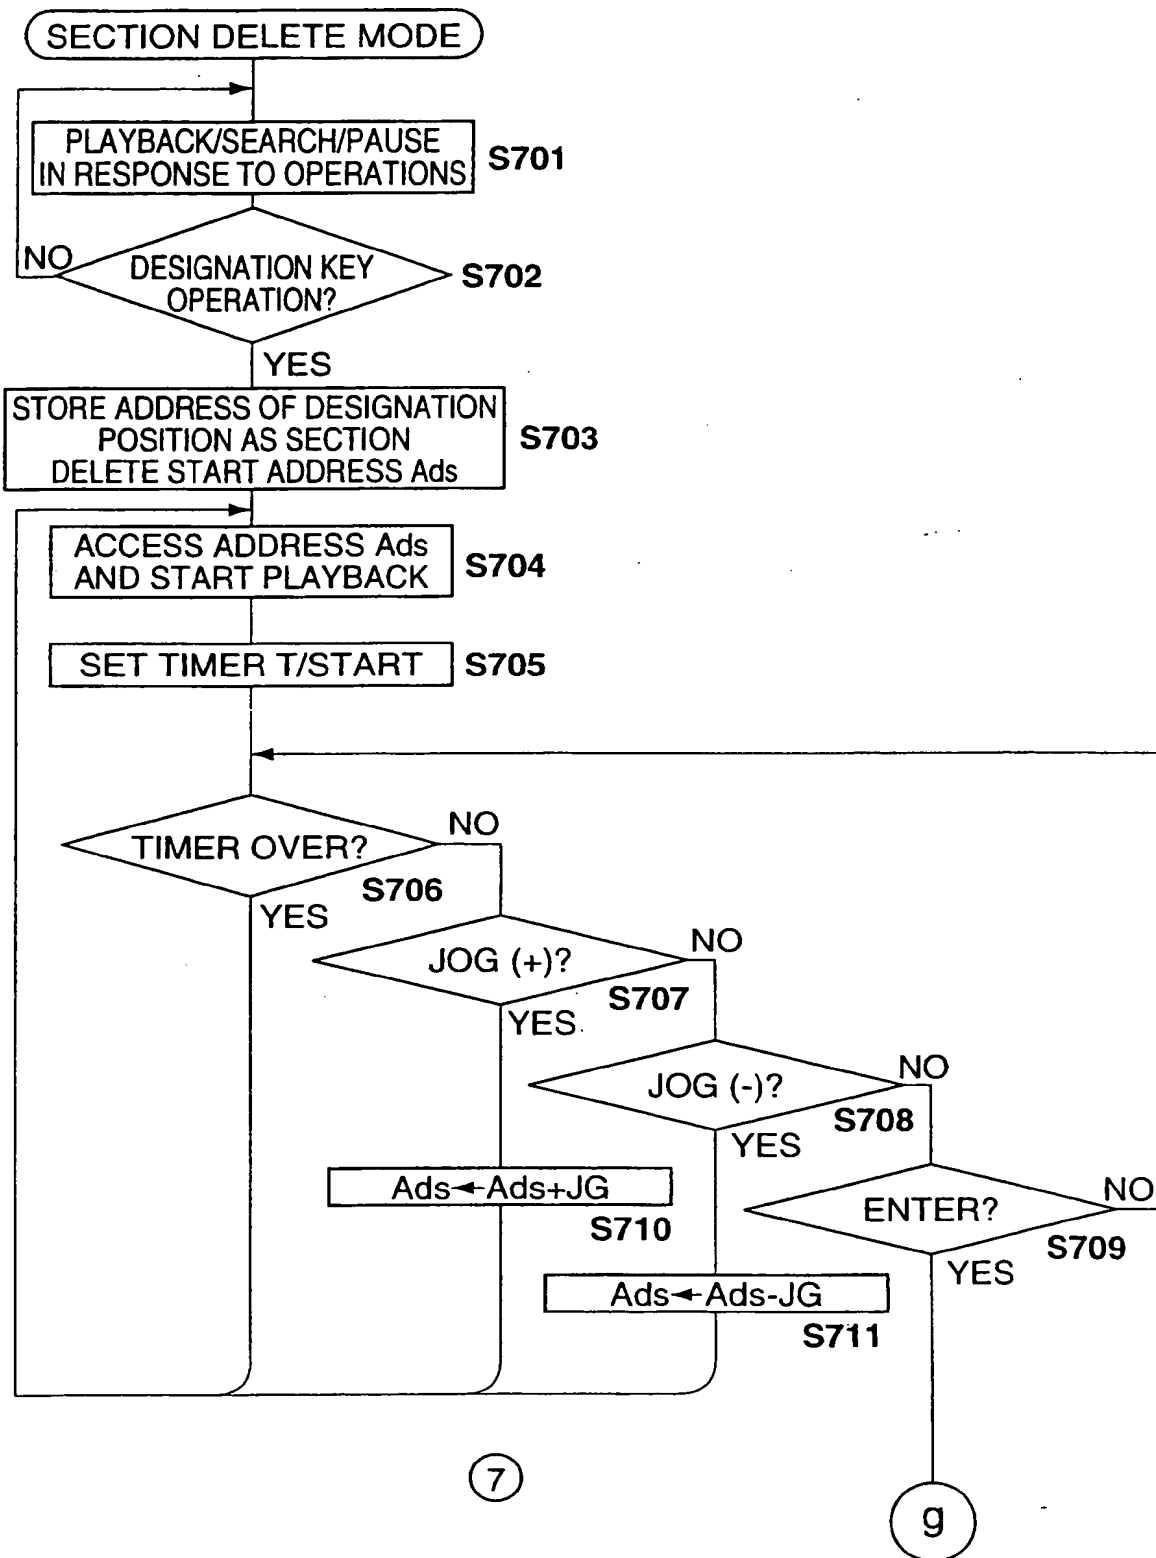 SECTION DELETE MODE
PLAYBACK/SEARCH/PAUSE
IN RESPONSE TO OPERATIONS
S701
NO
DESIGNATION KEY
OPERATION?
S702
YES
STORE ADDRESS OF DESIGNATION
POSITION AS SECTION
DELETE START ADDRESS Ads
S703
ACCESS ADDRESS Ads
AND START PLAYBACK
S704
SET TIMER T/START
S705
TIMER OVER?
NO
S706
YES
JOG (+)?
NO
S707
YES
JOG (-)?
NO
S708
YES
Ads←Ads+JG
S710
ENTER?
NO
S709
YES
Ads←Ads-JG
S711
7
g